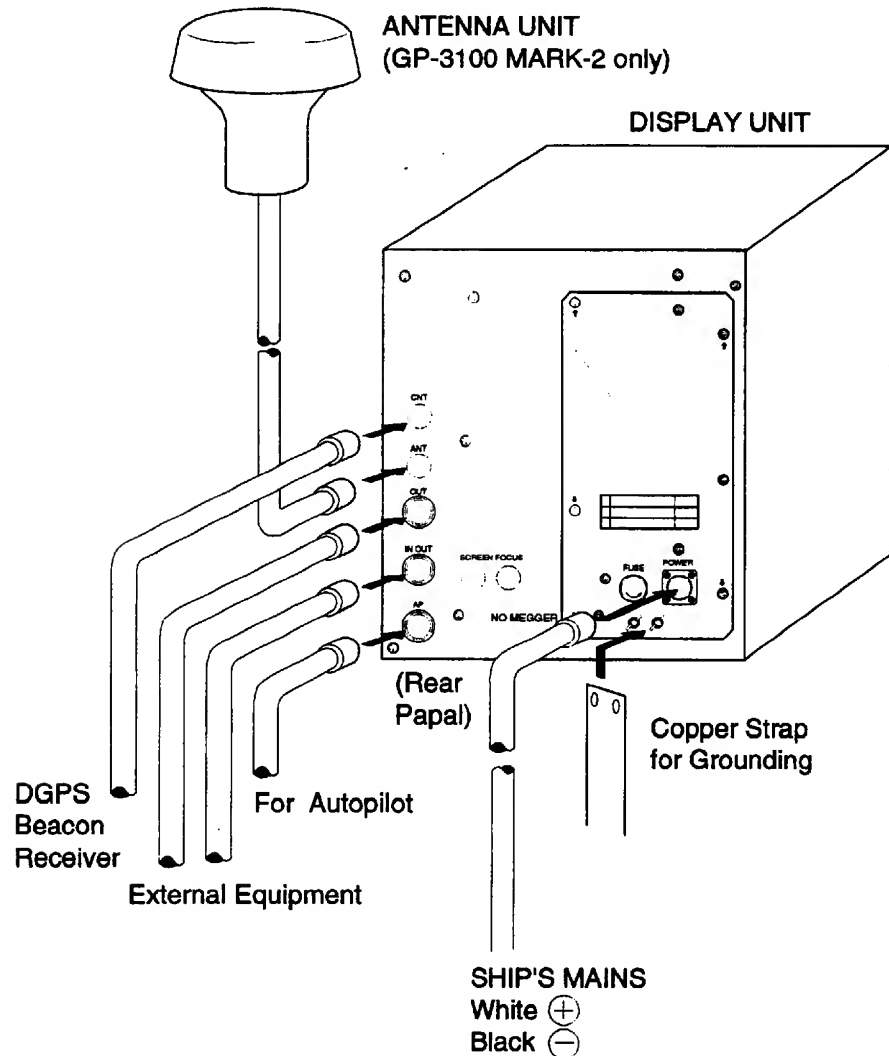 ANTENNA UNIT
(GP-3100 MARK-2 only)
DISPLAY UNIT
CNT
ANT
OUT
IN OUT
SCREEN FOCUS
FUSE
POWER
AP
NO MEGGER
(Rear
Papal)
Copper Strap
for Grounding
DGPS
Beacon
Receiver
For Autopilot
External Equipment
SHIP'S MAINS
White ⊕
Black ⊖